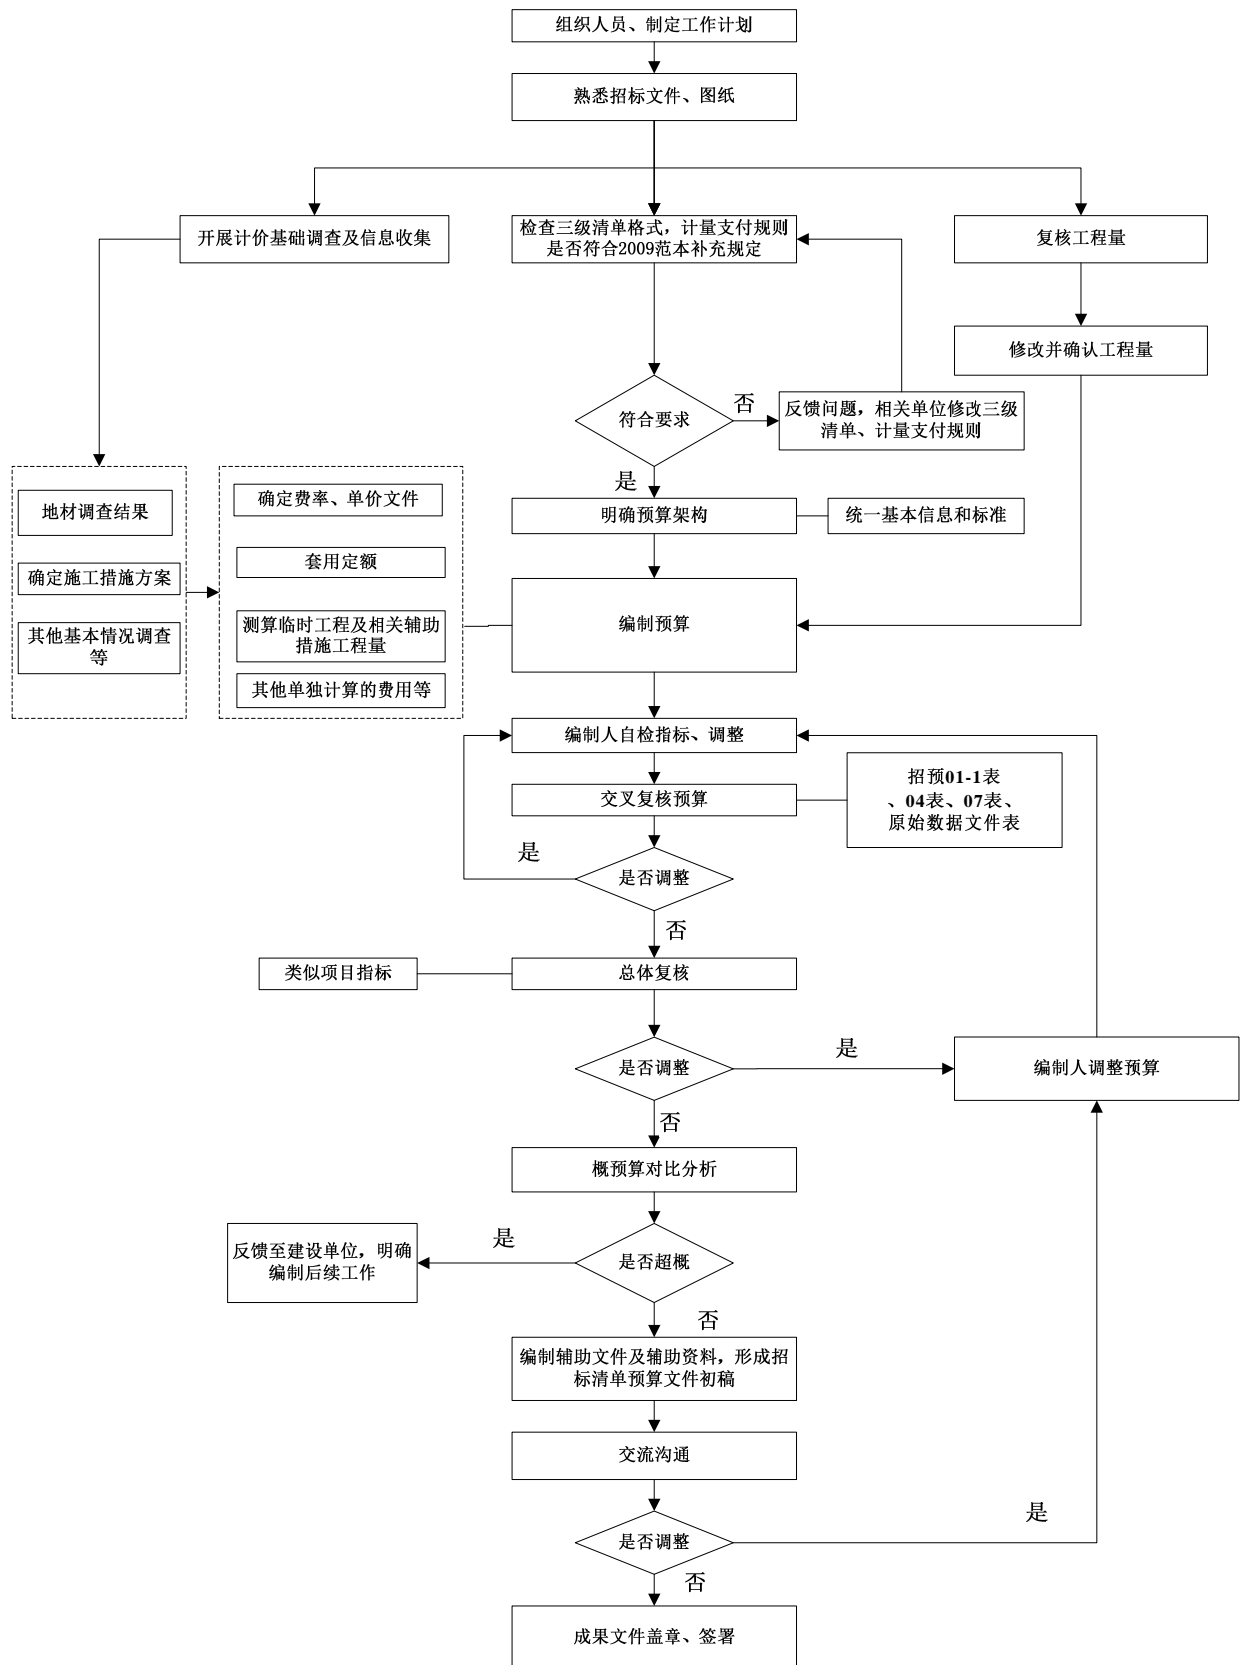 组织人员、制定工作计划
熟悉招标文件、图纸
开展计价基础调查及信息收集
检查三级清单格式，计量支付规则
是否符合2009范本补充规定
复核工程量
修改并确认工程量
符合要求
否
反馈问题，相关单位修改三级
清单、计量支付规则
是
地材调查结果
确定施工措施方案
其他基本情况调查
等
确定费率、单价文件
套用定额
测算临时工程及相关辅助
措施工程量
其他单独计算的费用等
明确预算架构
统一基本信息和标准
编制预算
编制人自检指标、调整
交叉复核预算
招预01-1表
、04表、07表、
原始数据文件表
是
是否调整
否
类似项目指标
总体复核
是否调整
是
编制人调整预算
否
概预算对比分析
反馈至建设单位，明确
编制后续工作
是
是否超概
否
编制辅助文件及辅助资料，形成招
标清单预算文件初稿
交流沟通
是否调整
是
否
成果文件盖章、签署